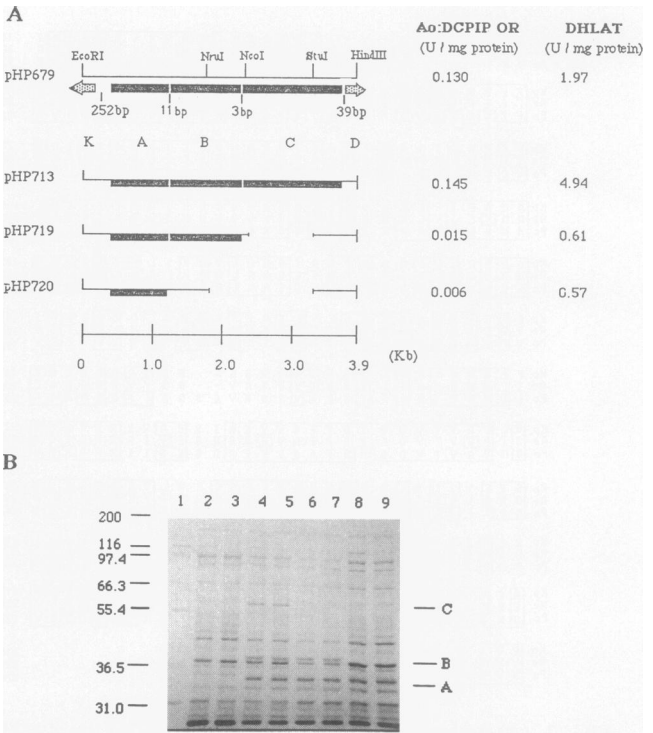 A
Ao:DCPIP OR DHLAT
(U / mg protein) (U / mg protein)
EcoRI NruI NcoI StuI HindIII
pHP679 0.130 1.97
252bp 11bp 3bp 39bp
K A B C D
pHP713 0.145 4.94
pHP719 0.015 0.61
pHP720 0.006 0.57
0 1.0 2.0 3.0 3.9 (Kb)
B
1 2 3 4 5 6 7 8 9
200
116
97.4
66.3
55.4 C
36.5 B
A
31.0